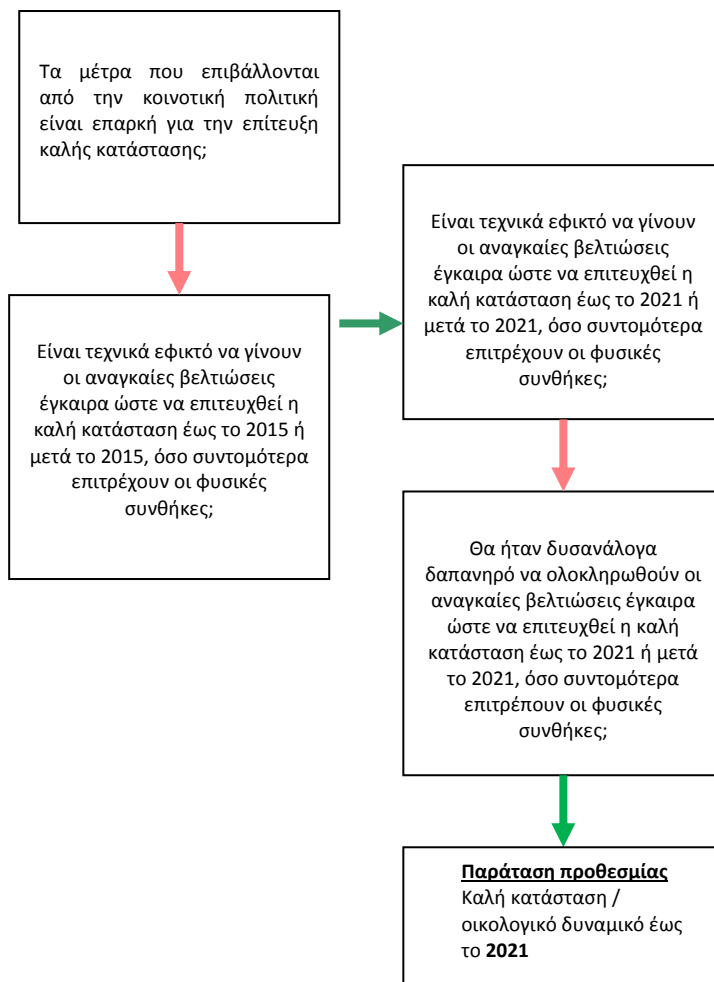 Τα μέτρα που επιβάλλονται
από την κοινοτική πολιτική
είναι επαρκή για την επίτευξη
καλής κατάστασης;
Είναι τεχνικά εφικτό να γίνουν
οι αναγκαίες βελτιώσεις
έγκαιρα ώστε να επιτευχθεί η
καλή κατάσταση έως το 2015 ή
μετά το 2015, όσο συντομότερα
επιτρέχουν οι φυσικές
συνθήκες;
Είναι τεχνικά εφικτό να γίνουν
οι αναγκαίες βελτιώσεις
έγκαιρα ώστε να επιτευχθεί η
καλή κατάσταση έως το 2021 ή
μετά το 2021, όσο συντομότερα
επιτρέχουν οι φυσικές
συνθήκες;
Θα ήταν δυσανάλογα
δαπανηρό να ολοκληρωθούν οι
αναγκαίες βελτιώσεις έγκαιρα
ώστε να επιτευχθεί η καλή
κατάσταση έως το 2021 ή μετά
το 2021, όσο συντομότερα
επιτρέπουν οι φυσικές
συνθήκες;
Παράταση προθεσμίας
Καλή κατάσταση /
οικολογικό δυναμικό έως
το 2021